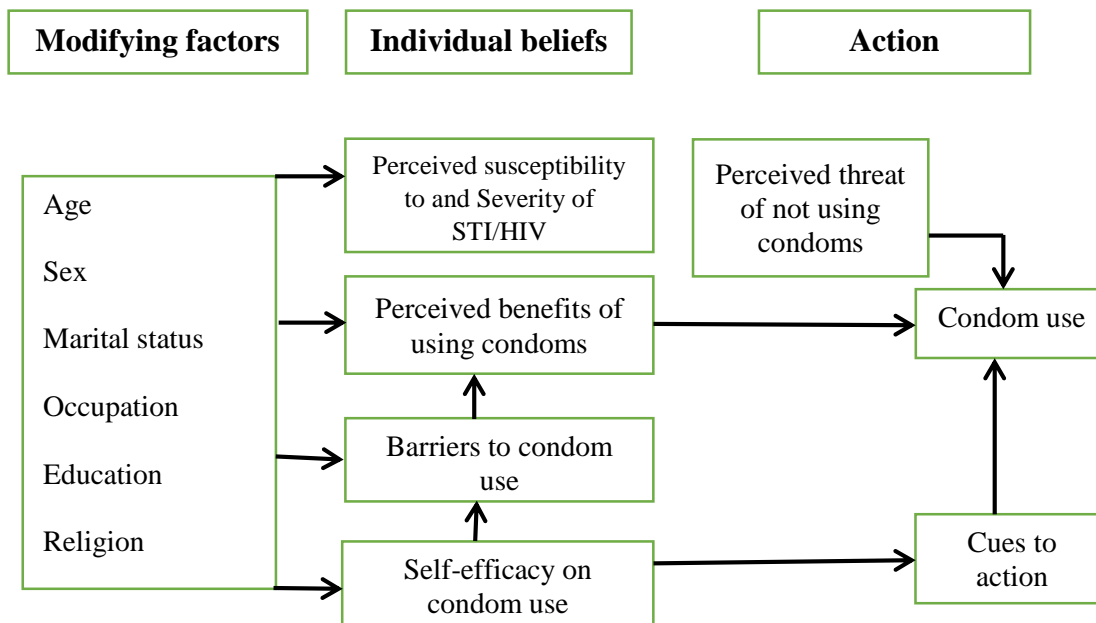 Modifying factors
Individual beliefs
Action
Age
Sex
Marital status
Occupation
Education
Religion
Perceived susceptibility
to and Severity of
STI/HIV
Perceived benefits of
using condoms
Barriers to condom
use
Self-efficacy on
condom use
Perceived threat
of not using
condoms
Condom use
Cues to
action